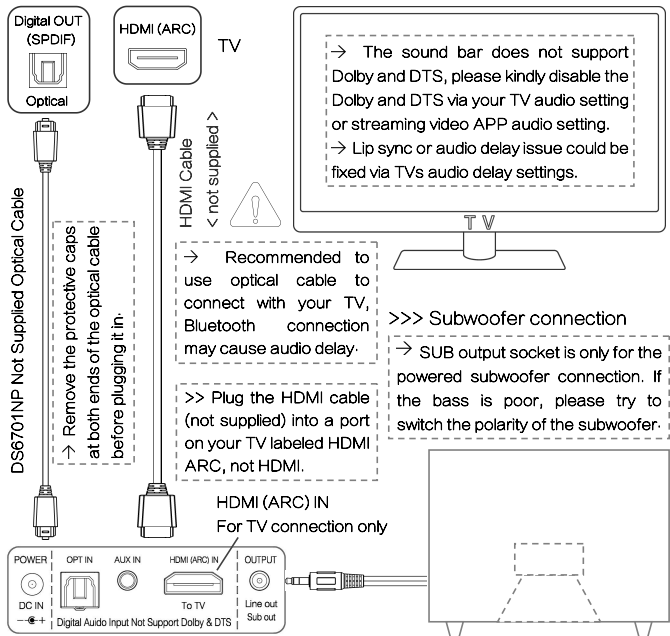 Digital OUT
(SPDIF)
Optical
HDMI (ARC)
TV
→ The sound bar does not support
Dolby and DTS, please kindly disable the
Dolby and DTS via your TV audio setting
or streaming video APP audio setting.
→ Lip sync or audio delay issue could be
fixed via TVs audio delay settings.
TV
DS6701NP Not Supplied Optical Cable
→ Remove the protective caps
at both ends of the optical cable
before plugging it in.
HDMI Cable
< not supplied >
→ Recommended to
use optical cable to
connect with your TV,
Bluetooth connection
may cause audio delay.
>> Plug the HDMI cable
(not supplied) into a port
on your TV labeled HDMI
ARC, not HDMI.
>>> Subwoofer connection
→ SUB output socket is only for the
powered subwoofer connection. If
the bass is poor, please try to
switch the polarity of the subwoofer.
HDMI (ARC) IN
For TV connection only
POWER
DC IN
OPT IN
AUX IN
HDMI (ARC) IN
To TV
Digital Auido Input Not Support Dolby & DTS
OUTPUT
Line out
Sub out